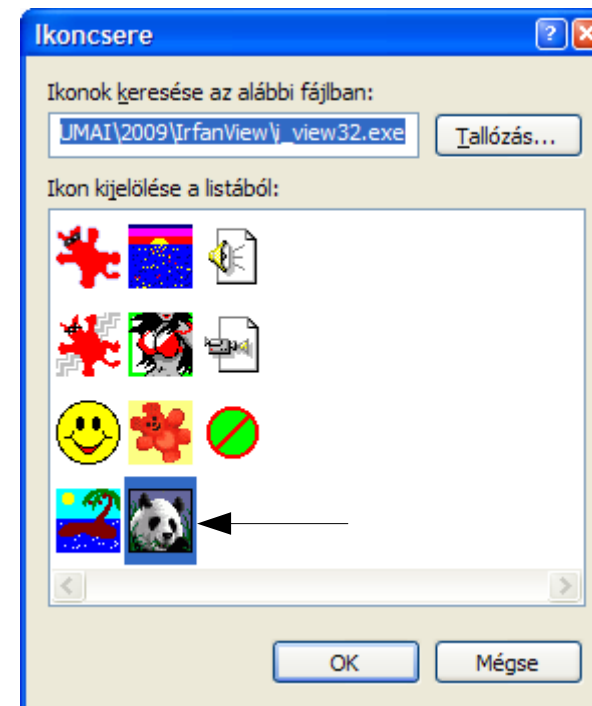 Ikoncsere
Ikonok keresése az alábbi fájlban:
UMAI\2009\IrfanView\i_view32.exe
Tallózás...
Ikon kijelölése a listából:
OK
Mégse